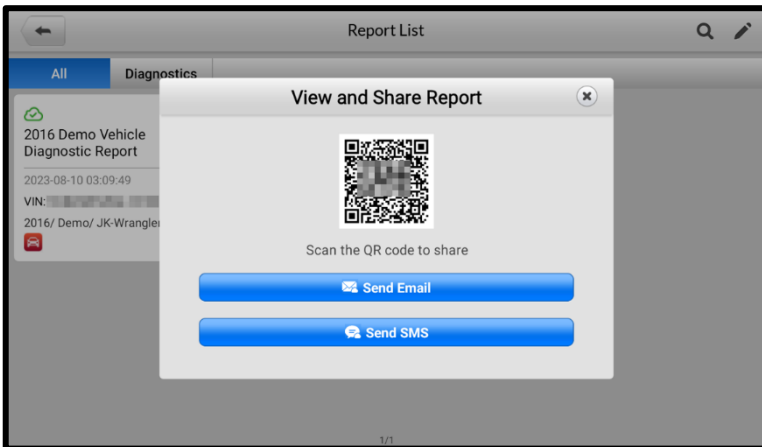 Report List
All
Diagnostics
View and Share Report
2016 Demo Vehicle
Diagnostic Report
2023-08-10 03:09:49
VIN:
2016/ Demo/ JK-Wrangler
Scan the QR code to share
Send Email
Send SMS
1/1